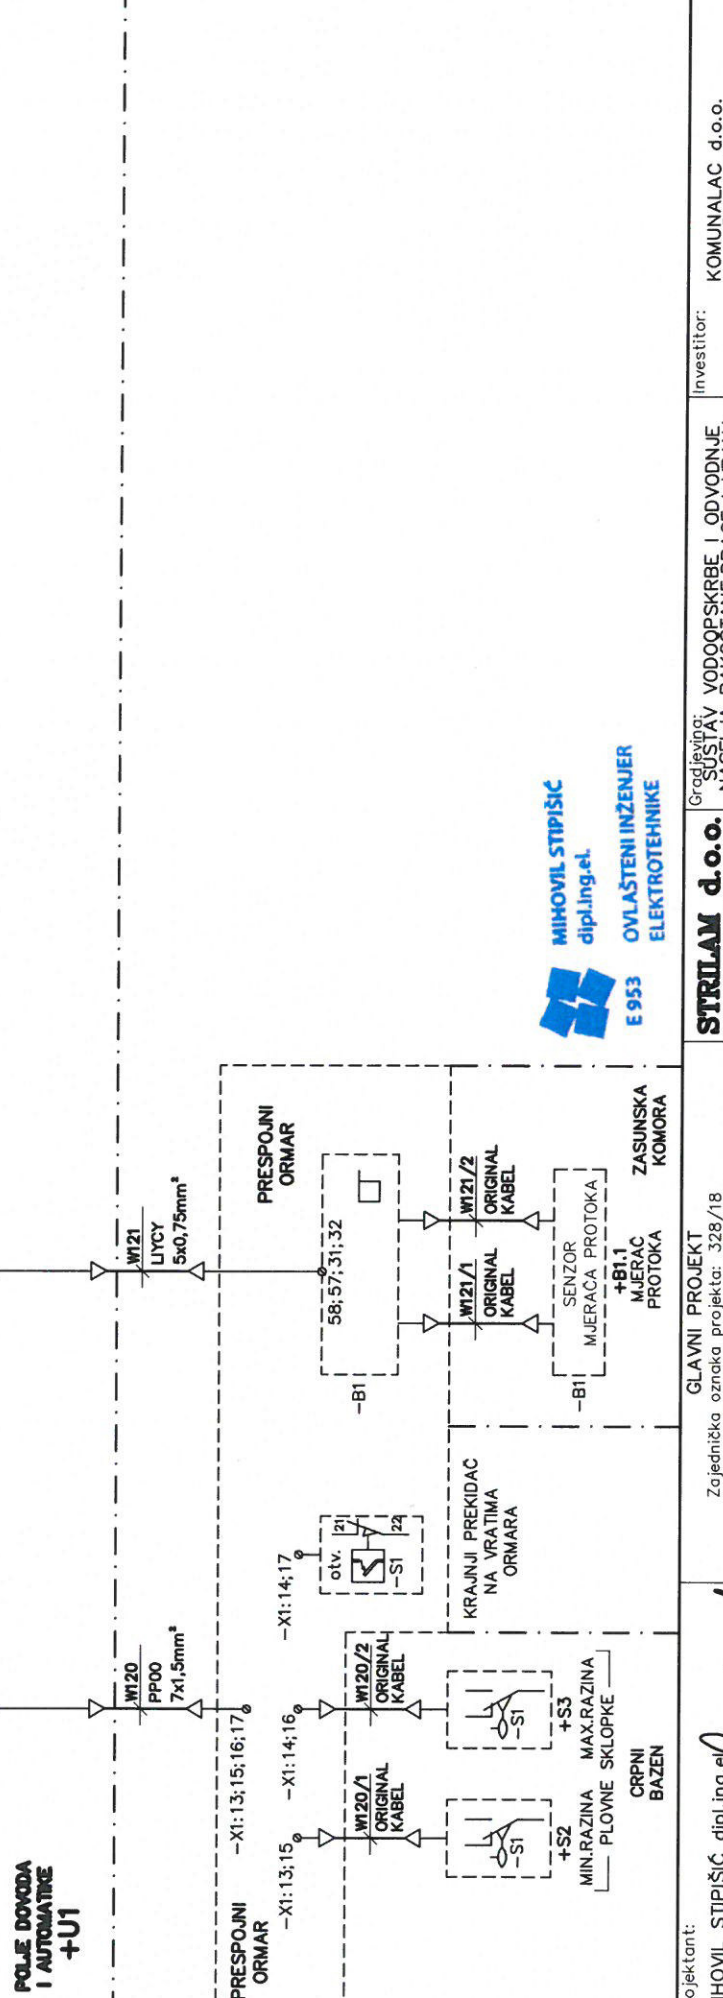 POLJE DOVODA
I AUTOMATIKE
+U1
W120
PP00
7x1,5mm²
W121
LIYCY
5x0,75mm²
PRESPOJNI
ORMAR
-X1:13;15;16;17
-X1:13;15
-X1:14;16
-X1:14;17
W120/1
ORIGINAL
KABEL
W120/2
ORIGINAL
KABEL
-S1
+S2
MIN.RAZINA
-S1
+S3
MAX.RAZINA
PLOVNE SKLOPKE
CRPNI
BAZEN
otv.
21
22
-S1
KRAJNJI PREKIDAČ
NA VRATIMA
ORMARA
PRESPOJNI
ORMAR
58;57;31;32
-B1
W121/1
ORIGINAL
KABEL
W121/2
ORIGINAL
KABEL
SENZOR
MJERAČA PROTOKA
-B1
+B1.1
MJERAČ
PROTOKA
ZASUNSKA
KOMORA
MIHOVIL STIPIŠIĆ
dipl.ing.el.
E 953
OVLAŠTENI INŽENJER
ELEKTROTEHNIKE
ojektant:
IHOVIL STIPIŠIĆ, dipl.ing.el
GLAVNI PROJEKT
Zajednička oznaka projekta: 328/18
STRILAM d.o.o.
Gradjevina:
SUSTAV VODOOPSKRBE I ODVODNJE
Investitor:
KOMUNALAC d.o.o.